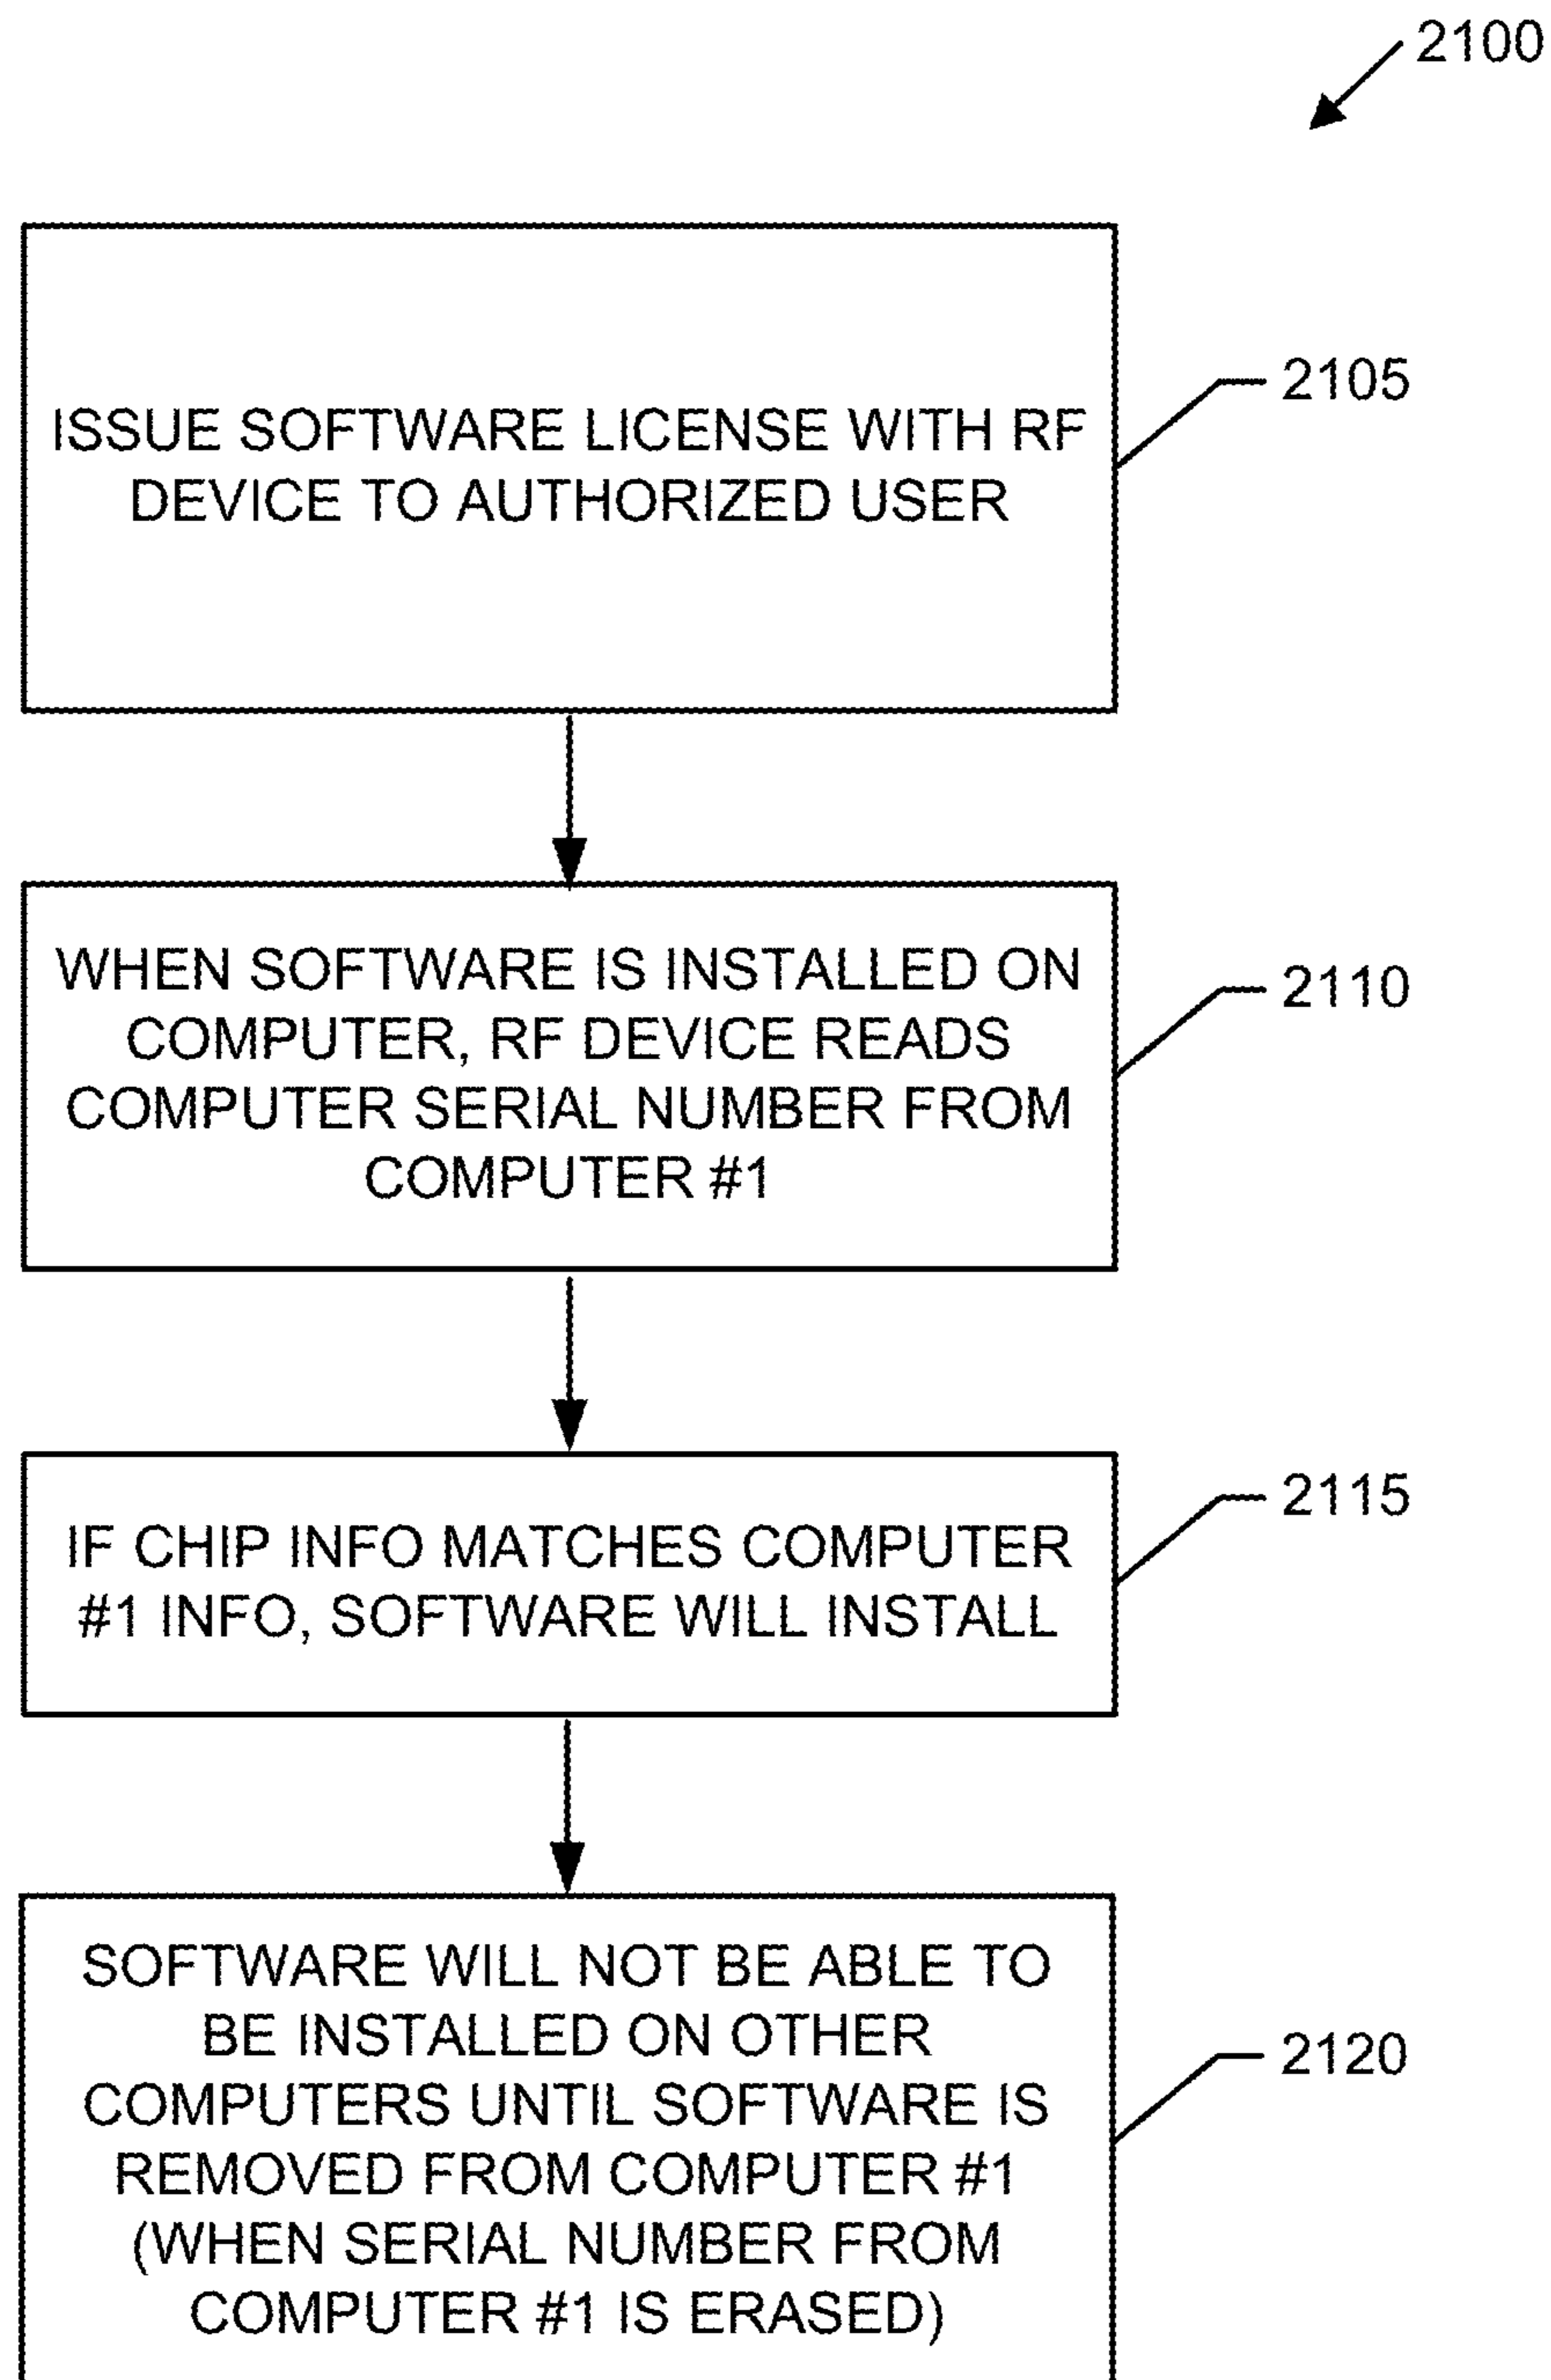 2100
ISSUE SOFTWARE LICENSE WITH RF
DEVICE TO AUTHORIZED USER
2105
WHEN SOFTWARE IS INSTALLED ON
COMPUTER, RF DEVICE READS
COMPUTER SERIAL NUMBER FROM
COMPUTER #1
2110
IF CHIP INFO MATCHES COMPUTER
#1 INFO, SOFTWARE WILL INSTALL
2115
SOFTWARE WILL NOT BE ABLE TO
BE INSTALLED ON OTHER
COMPUTERS UNTIL SOFTWARE IS
REMOVED FROM COMPUTER #1
(WHEN SERIAL NUMBER FROM
COMPUTER #1 IS ERASED)
2120